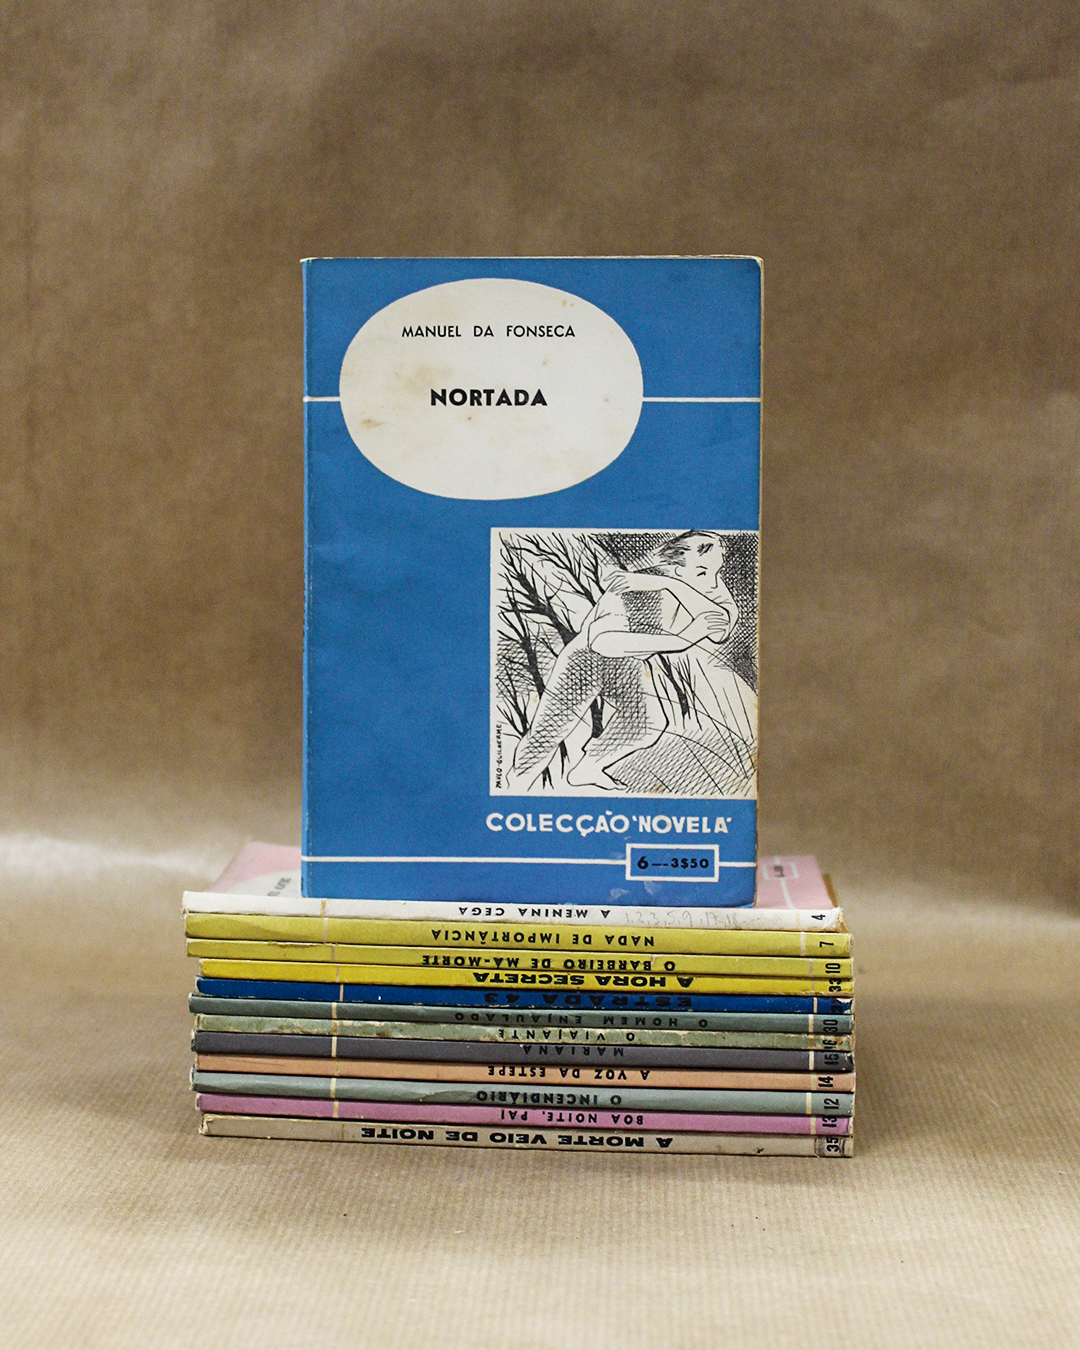 MANUEL DA FONSECA
NORTADA
PAULO-GUILHERME
COLECÇÃO "NOVELA"
6—3$50
A MENINA CEGA 4
NADA DE IMPORTÂNCIA 7
O BARBEIRO DE MÁ-MORTE 10
A HORA SECRETA 33
ESTRADA 43
O HOMEM ENJAULADO 30
O VIAJANTE
MARIANA 15
A VOZ DA ESTEPE 14
O INCENDIÁRIO 12
BOA NOITE, PAI 13
A MORTE VEIO DE NOITE 35